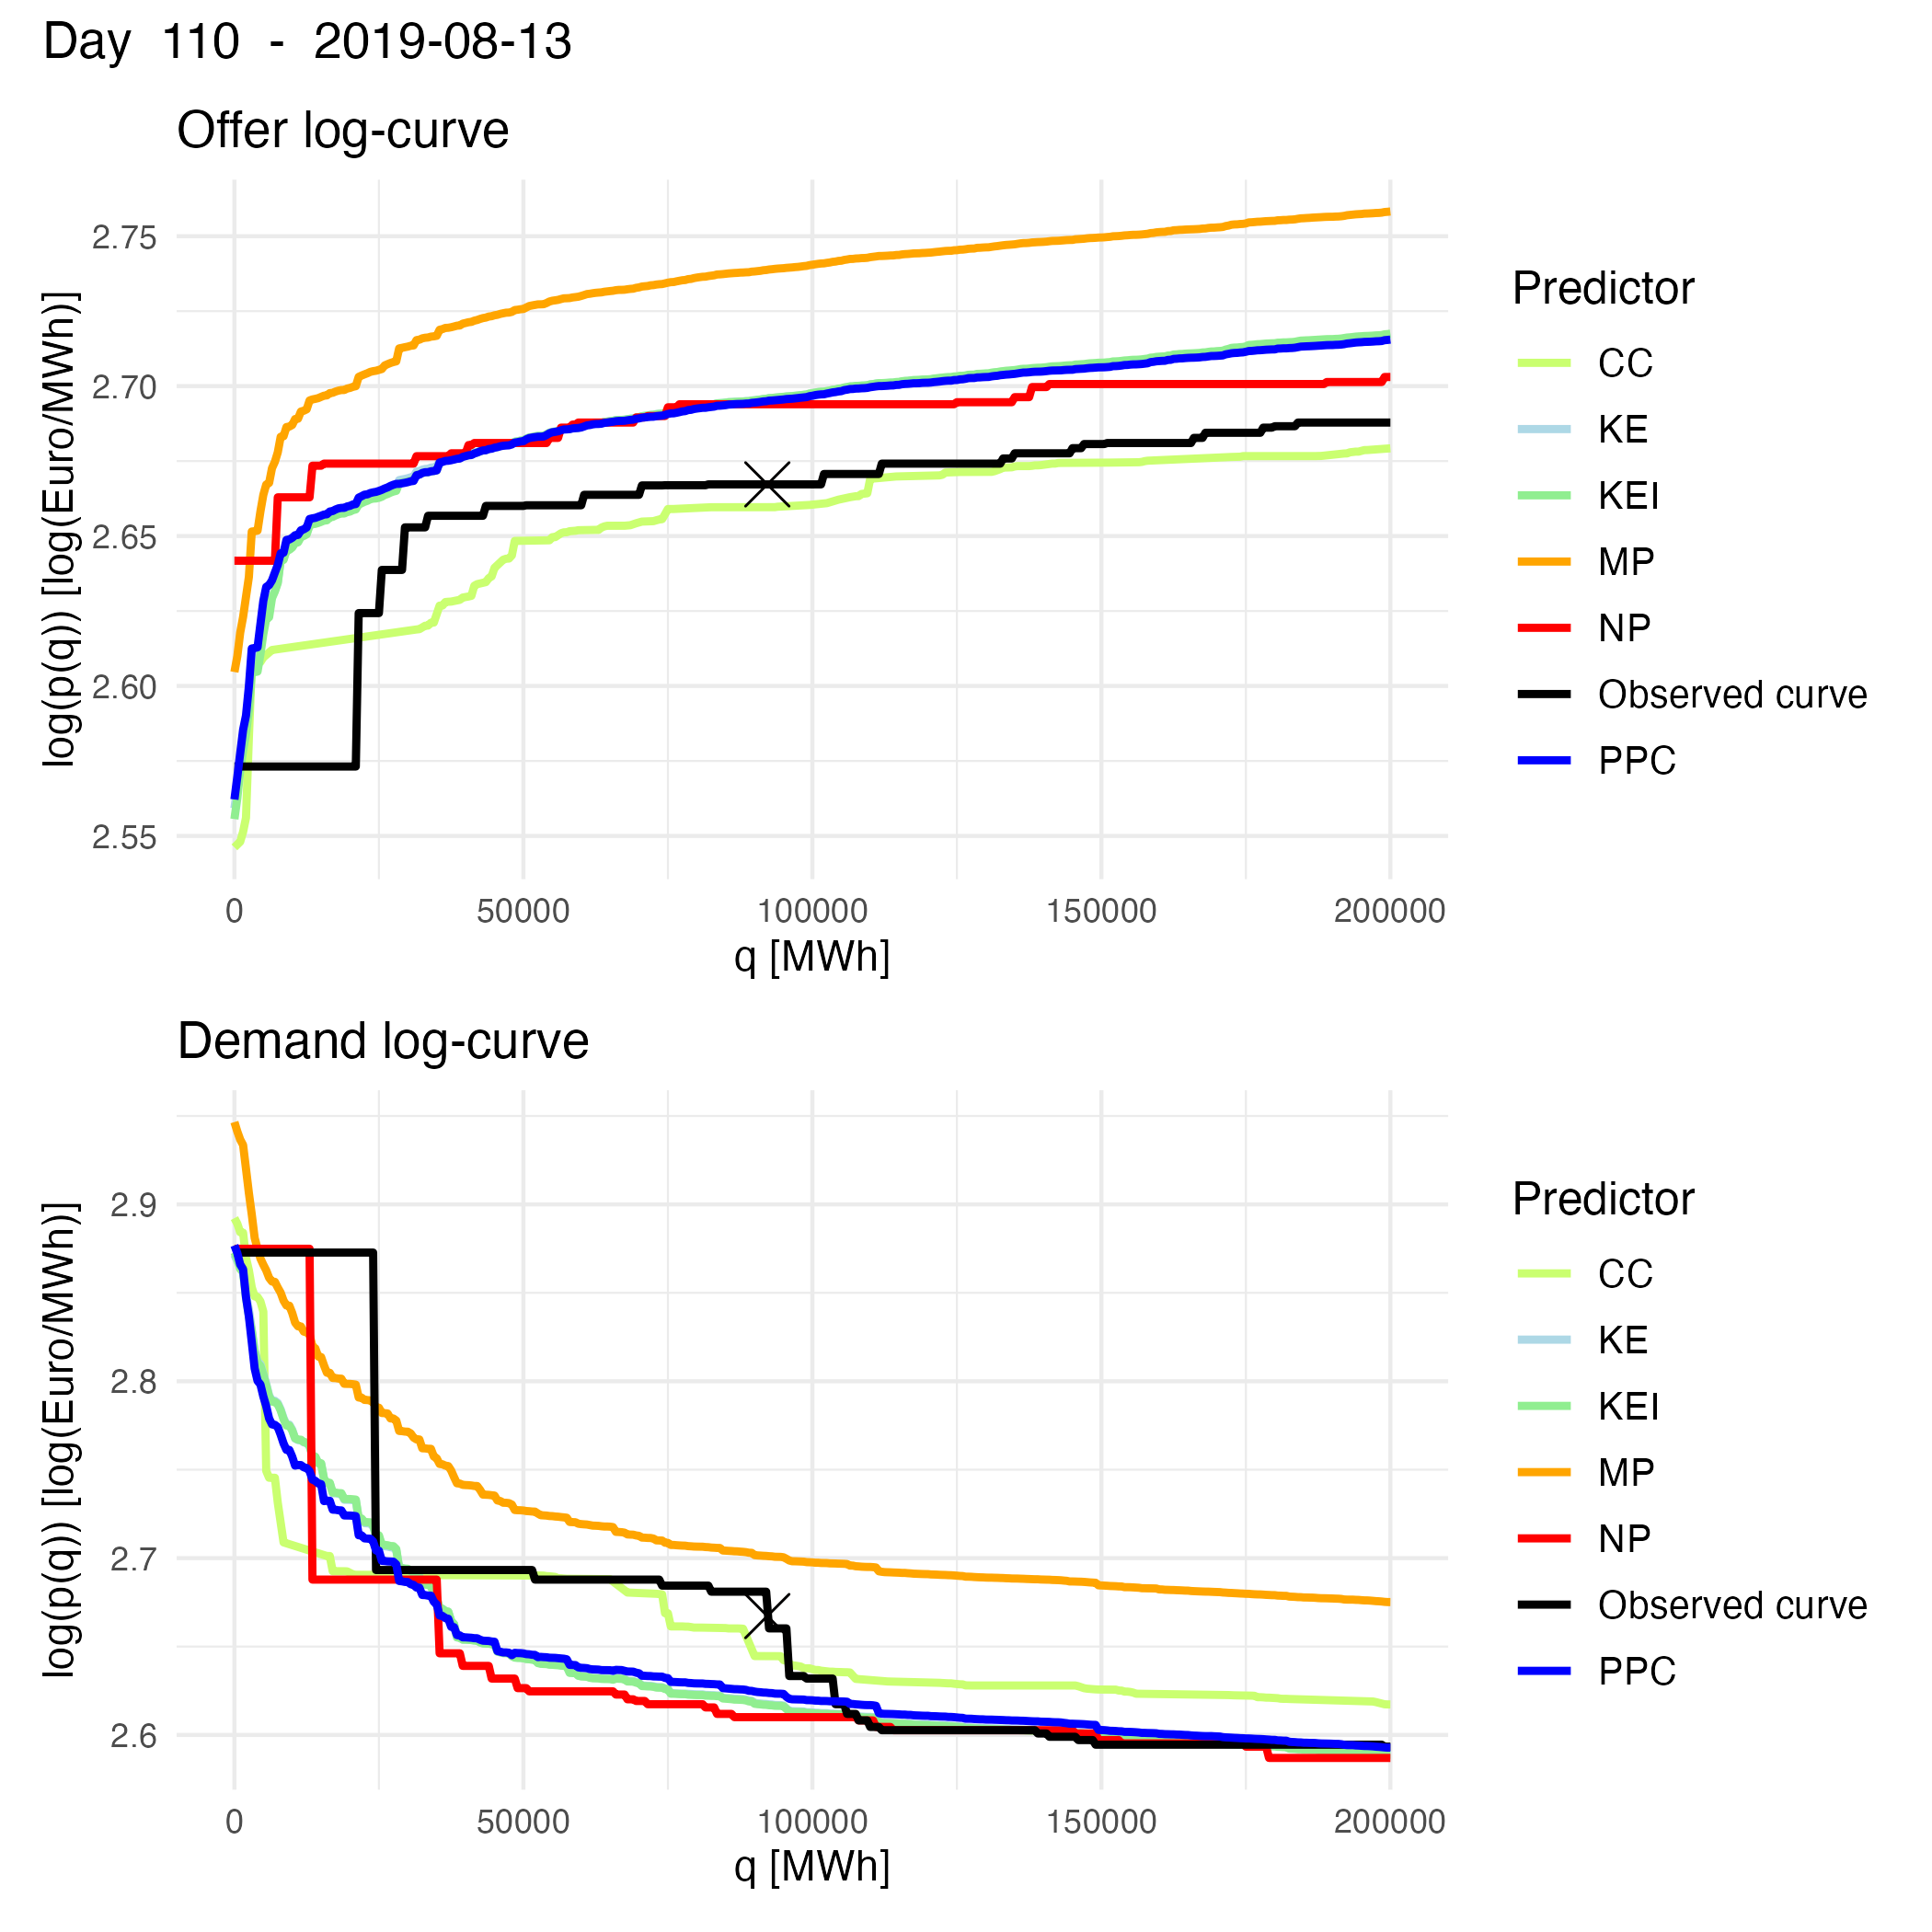 Day 110 - 2019-08-13
Offer log-curve
log(p(q)) [log(Euro/MWh)]
2.75
2.70
2.65
2.60
2.55
0 50000 100000 150000 200000
q [MWh]
Predictor
CC
KE
KEI
MP
NP
Observed curve
PPC
Demand log-curve
log(p(q)) [log(Euro/MWh)]
2.9
2.8
2.7
2.6
0 50000 100000 150000 200000
q [MWh]
Predictor
CC
KE
KEI
MP
NP
Observed curve
PPC